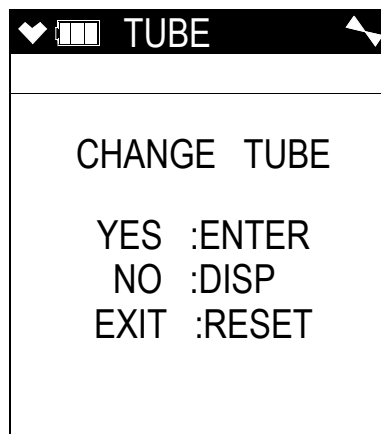 TUBE
CHANGE TUBE
YES :ENTER
NO :DISP
EXIT :RESET